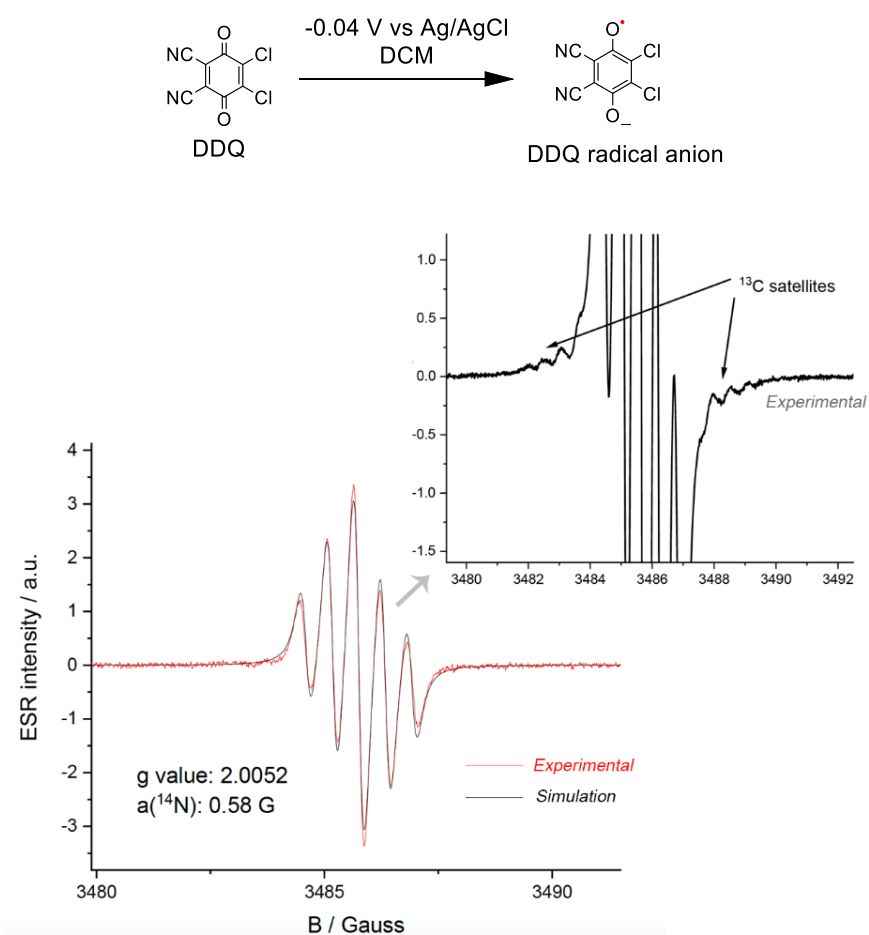 -0.04 V vs Ag/AgCl
DCM
O
NC
Cl
NC
Cl
O
DDQ
O•
NC
Cl
NC
Cl
O−
DDQ radical anion
1.0
0.5
0.0
-0.5
-1.0
-1.5
¹³C satellites
Experimental
3480 3482 3484 3486 3488 3490 3492
4
3
2
1
0
-1
-2
-3
ESR intensity / a.u.
g value: 2.0052
a(¹⁴N): 0.58 G
Experimental
Simulation
3480 3485 3490
B / Gauss